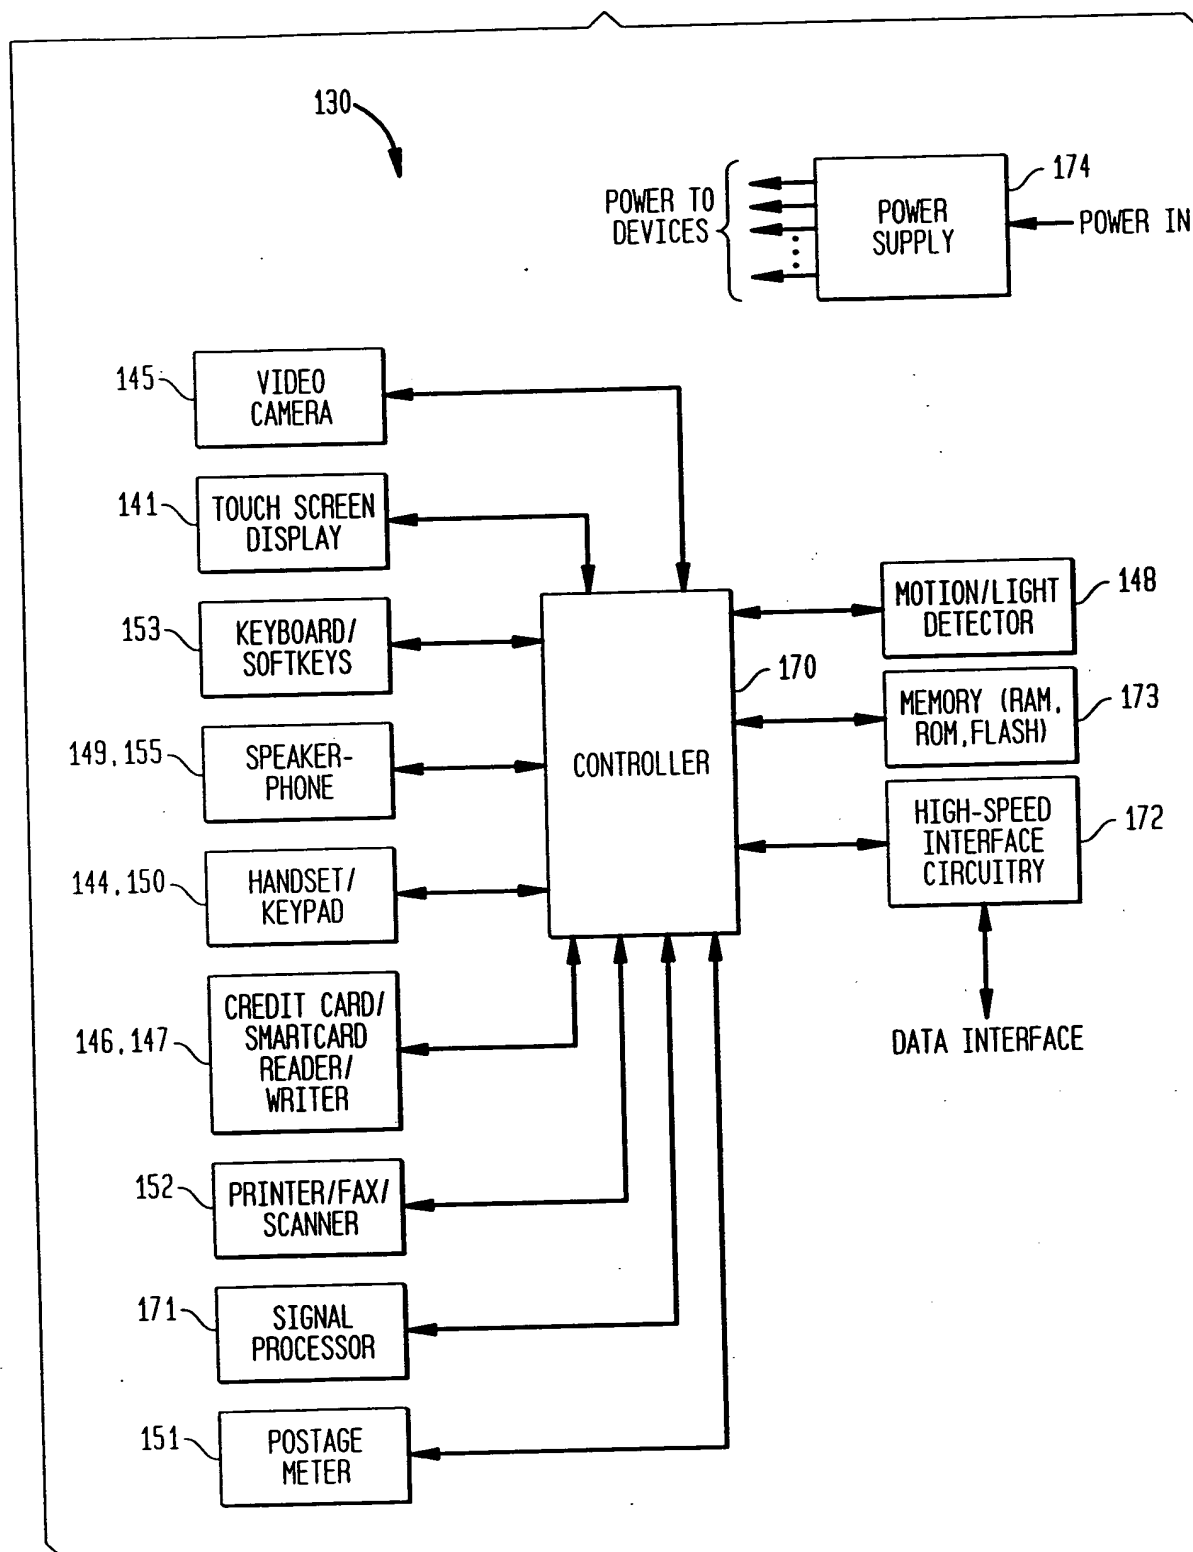 130
174
POWER TO
DEVICES
POWER
SUPPLY
POWER IN
145
VIDEO
CAMERA
141
TOUCH SCREEN
DISPLAY
153
KEYBOARD/
SOFTKEYS
149,155
SPEAKER-
PHONE
144,150
HANDSET/
KEYPAD
146,147
CREDIT CARD/
SMARTCARD
READER/
WRITER
152
PRINTER/FAX/
SCANNER
171
SIGNAL
PROCESSOR
151
POSTAGE
METER
CONTROLLER
170
MOTION/LIGHT
DETECTOR
148
MEMORY (RAM,
ROM,FLASH)
173
HIGH-SPEED
INTERFACE
CIRCUITRY
172
DATA INTERFACE